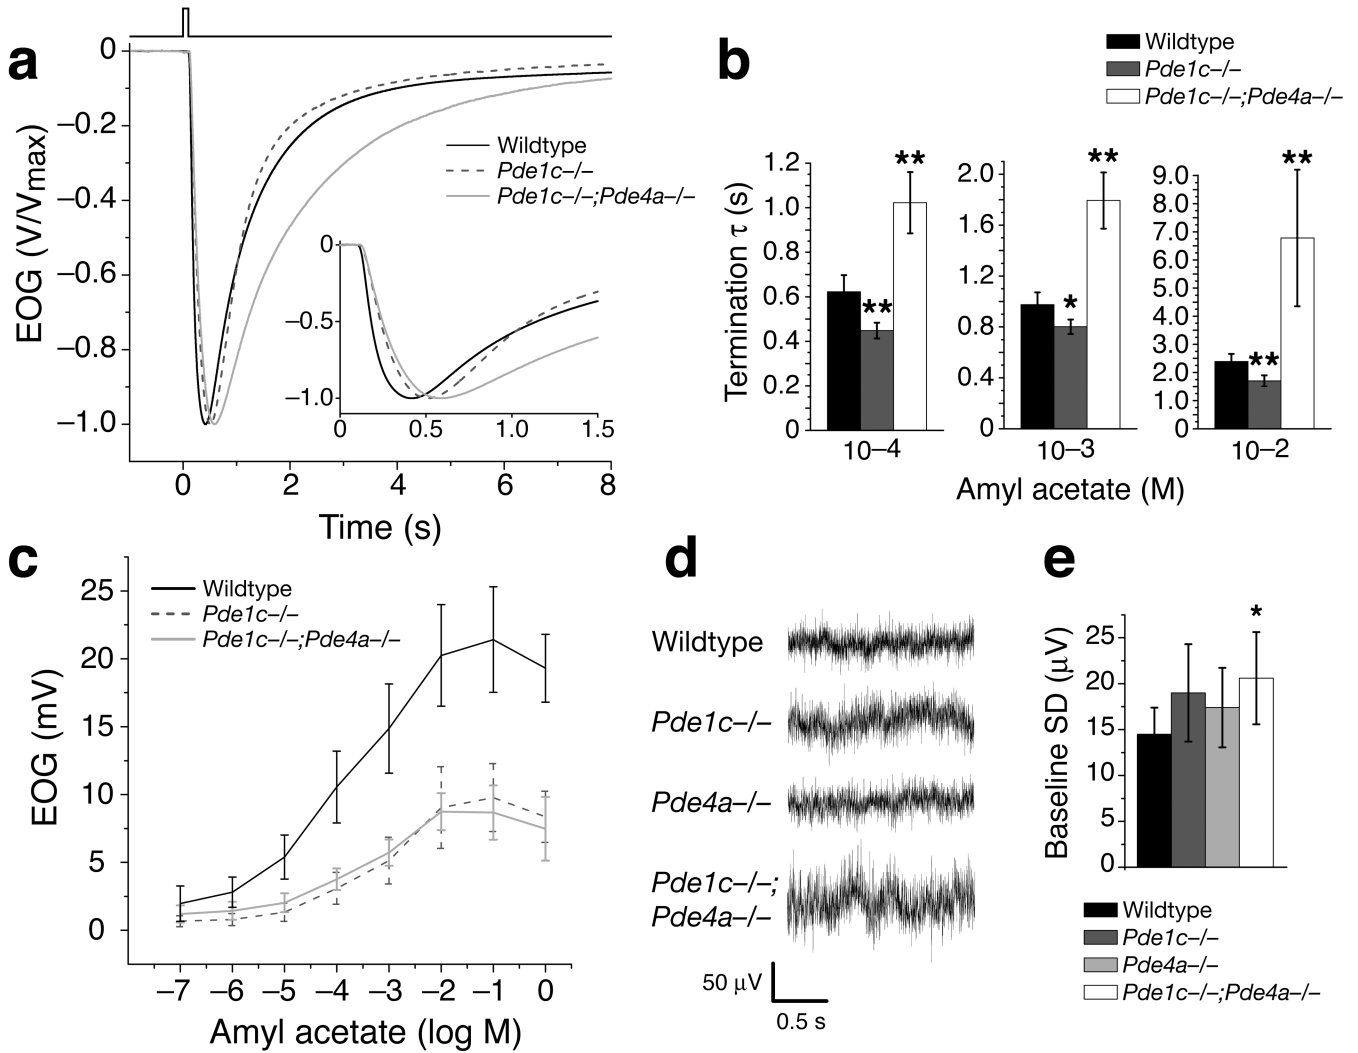 a
0
–0.2
–0.4
–0.6
–0.8
–1.0
EOG (V/Vmax)
Wildtype
Pde1c–/–
Pde1c–/–;Pde4a–/–
0
–0.5
–1.0
0 0.5 1.0 1.5
0 2 4 6 8
Time (s)
b
Wildtype
Pde1c–/–
Pde1c–/–;Pde4a–/–
Termination τ (s)
1.2
1.0
0.8
0.6
0.4
0.2
0
** **
10–4
2.0
1.6
1.2
0.8
0.4
0
* **
10–3
9.0
8.0
7.0
6.0
5.0
4.0
3.0
2.0
1.0
0
** **
10–2
Amyl acetate (M)
c
25
20
15
10
5
0
EOG (mV)
Wildtype
Pde1c–/–
Pde1c–/–;Pde4a–/–
–7 –6 –5 –4 –3 –2 –1 0
Amyl acetate (log M)
d
Wildtype
Pde1c–/–
Pde4a–/–
Pde1c–/–;
Pde4a–/–
50 μV
0.5 s
e
*
25
20
15
10
5
0
Baseline SD (μV)
Wildtype
Pde1c–/–
Pde4a–/–
Pde1c–/–;Pde4a–/–